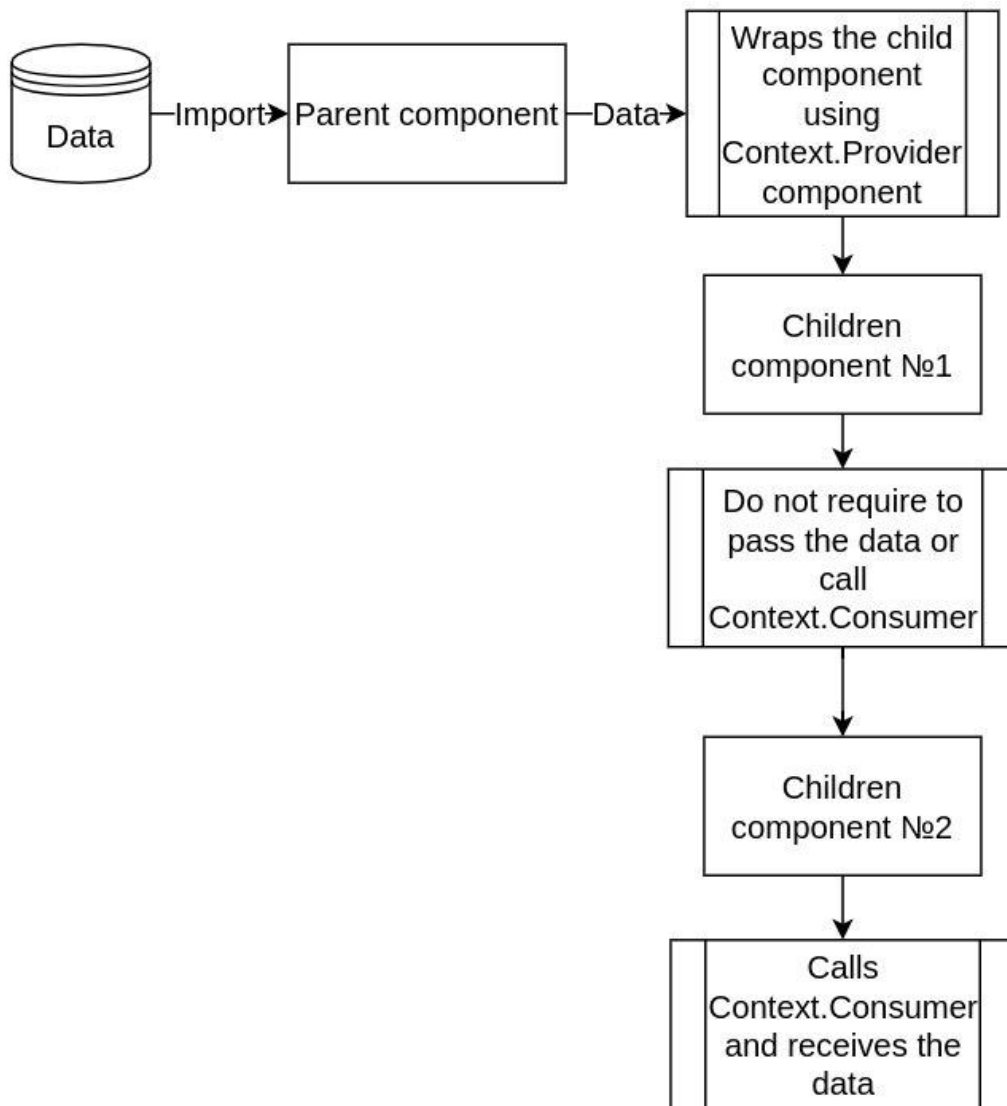 Data
Import
Parent component
Data
Wraps the child
component
using
Context.Provider
component
Children
component №1
Do not require to
pass the data or
call
Context.Consumer
Children
component №2
Calls
Context.Consumer
and receives the
data